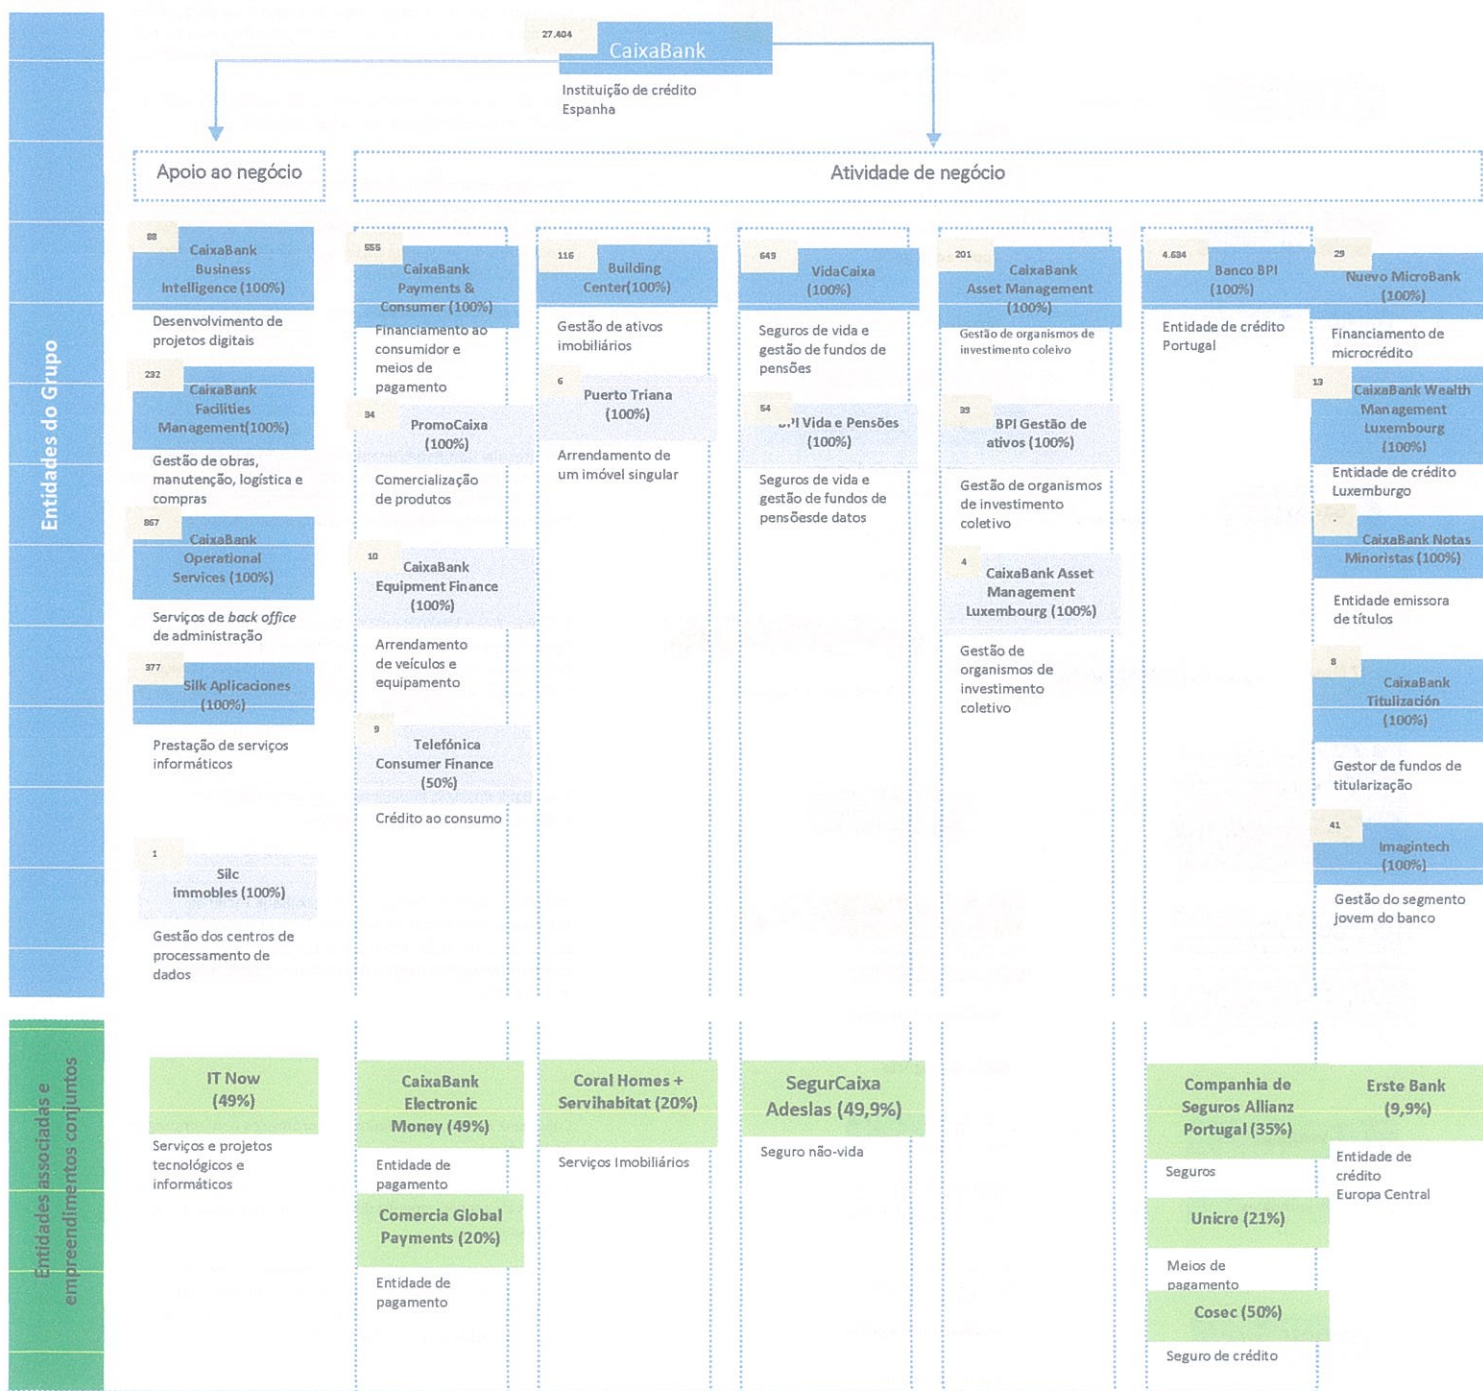 27.404
CaixaBank
Instituição de crédito
Espanha
Apoio ao negócio
Atividade de negócio
Entidades do Grupo
88
CaixaBank
Business
Intelligence (100%)
Desenvolvimento de
projetos digitais
232
CaixaBank
Facilities
Management(100%)
Gestão de obras,
manutenção, logística e
compras
867
CaixaBank
Operational
Services (100%)
Serviços de back office
de administração
377
Silk Aplicaciones
(100%)
Prestação de serviços
informáticos
1
Silc
immobles (100%)
Gestão dos centros de
processamento de
dados
555
CaixaBank
Payments &
Consumer (100%)
Financiamento ao
consumidor e
meios de
pagamento
34
PromoCaixa
(100%)
Comercialização
de produtos
10
CaixaBank
Equipment Finance
(100%)
Arrendamento
de veículos e
equipamento
9
Telefónica
Consumer Finance
(50%)
Crédito ao consumo
116
Building
Center(100%)
Gestão de ativos
imobiliários
6
Puerto Triana
(100%)
Arrendamento de
um imóvel singular
649
VidaCaixa
(100%)
Seguros de vida e
gestão de fundos de
pensões
54
BPI Vida e Pensões
(100%)
Seguros de vida e
gestão de fundos de
pensõesde datos
201
CaixaBank
Asset Management
(100%)
Gestão de organismos de
investimento coleivo
39
BPI Gestão de
ativos (100%)
Gestão de organismos
de investimento
coletivo
4
CaixaBank Asset
Management
Luxembourg (100%)
Gestão de
organismos de
investimento
coletivo
4.634
Banco BPI
(100%)
Entidade de crédito
Portugal
29
Nuevo MicroBank
(100%)
Financiamento de
microcrédito
13
CaixaBank Wealth
Management
Luxembourg
(100%)
Entidade de crédito
Luxemburgo
-
CaixaBank Notas
Minoristas (100%)
Entidade emissora
de títulos
8
CaixaBank
Titulización
(100%)
Gestor de fundos de
titularização
41
Imagintech
(100%)
Gestão do segmento
jovem do banco
Entidades associadas e
empreendimentos conjuntos
IT Now
(49%)
Serviços e projetos
tecnológicos e
informáticos
CaixaBank
Electronic
Money (49%)
Entidade de
pagamento
Comercia Global
Payments (20%)
Entidade de
pagamento
Coral Homes +
Servihabitat (20%)
Serviços Imobiliários
SegurCaixa
Adeslas (49,9%)
Seguro não-vida
Companhia de
Seguros Allianz
Portugal (35%)
Seguros
Unicre (21%)
Meios de
pagamento
Cosec (50%)
Seguro de crédito
Erste Bank
(9,9%)
Entidade de
crédito
Europa Central